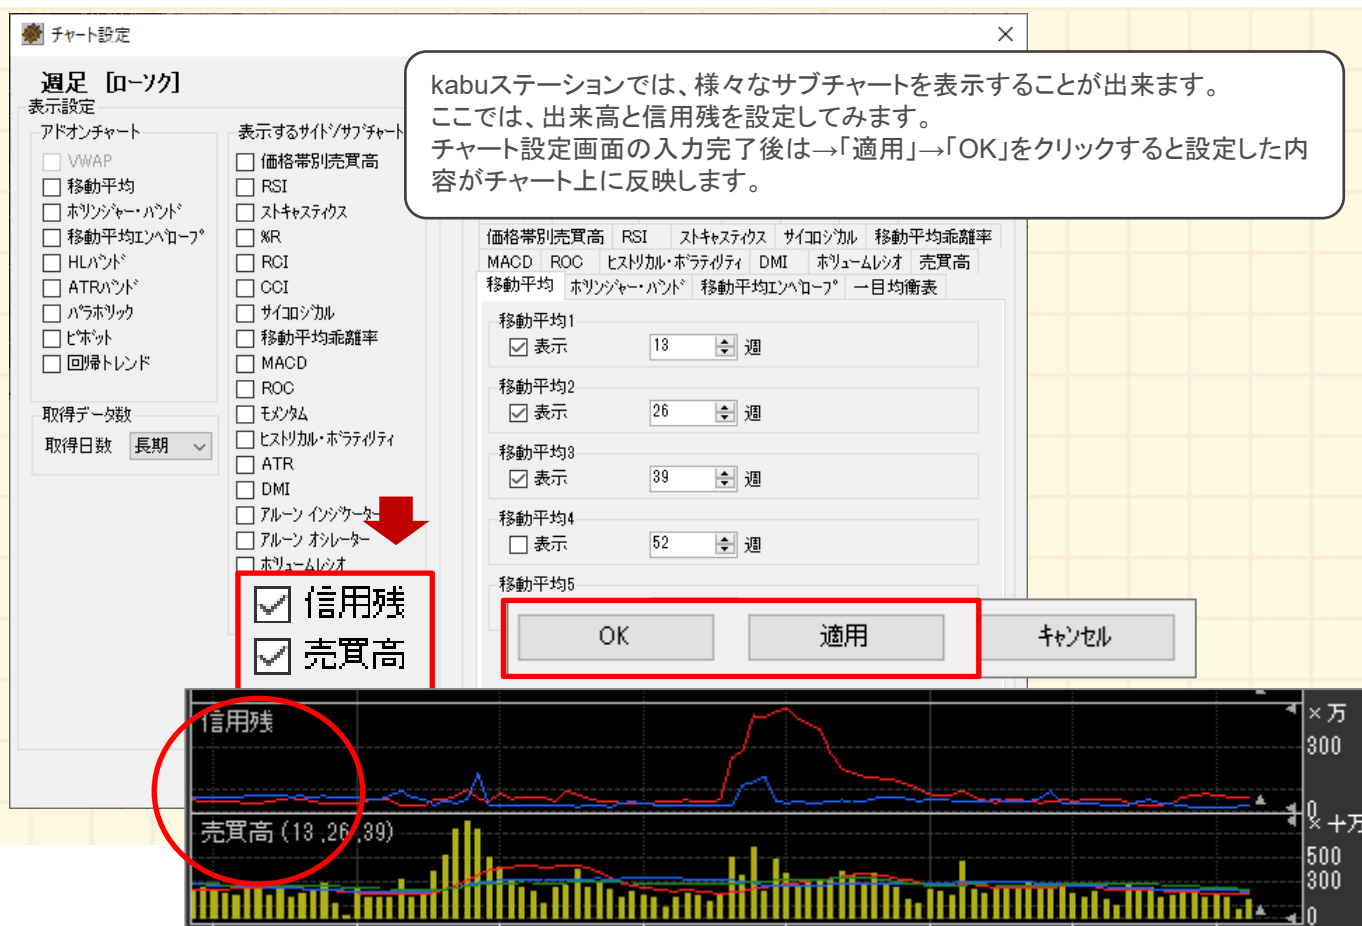 チャート設定
週足 [ローソク]
kabuステーションでは、様々なサブチャートを表示することが出来ます。
ここでは、出来高と信用残を設定してみます。
チャート設定画面の入力完了後は→「適用」→「OK」をクリックすると設定した内
容がチャート上に反映します。
表示設定
アドオンチャート
VWAP
移動平均
ボリンジャー・バンド
移動平均エンベロープ
HLバンド
ATRバンド
パラボリック
ピボット
回帰トレンド
取得データ数
取得日数 長期
表示するサイド/サブチャート
価格帯別売買高
RSI
ストキャスティクス
%R
RCI
CCI
サイコロジカル
移動平均乖離率
MACD
ROC
モメンタム
ヒストリカル・ボラティリティ
ATR
DMI
アルーン インジケーター
アルーン オシレーター
ボリュームレシオ
信用残
売買高
価格帯別売買高 RSI ストキャスティクス サイコロジカル 移動平均乖離率
MACD ROC ヒストリカル・ボラティリティ DMI ボリュームレシオ 売買高
移動平均 ボリンジャー・バンド 移動平均エンベロープ 一目均衡表
移動平均1
表示 13 週
移動平均2
表示 26 週
移動平均3
表示 39 週
移動平均4
表示 52 週
移動平均5
OK 適用 キャンセル
信用残
×万
300
0
売買高 (13 ,26 ,39)
×十万
500
300
0